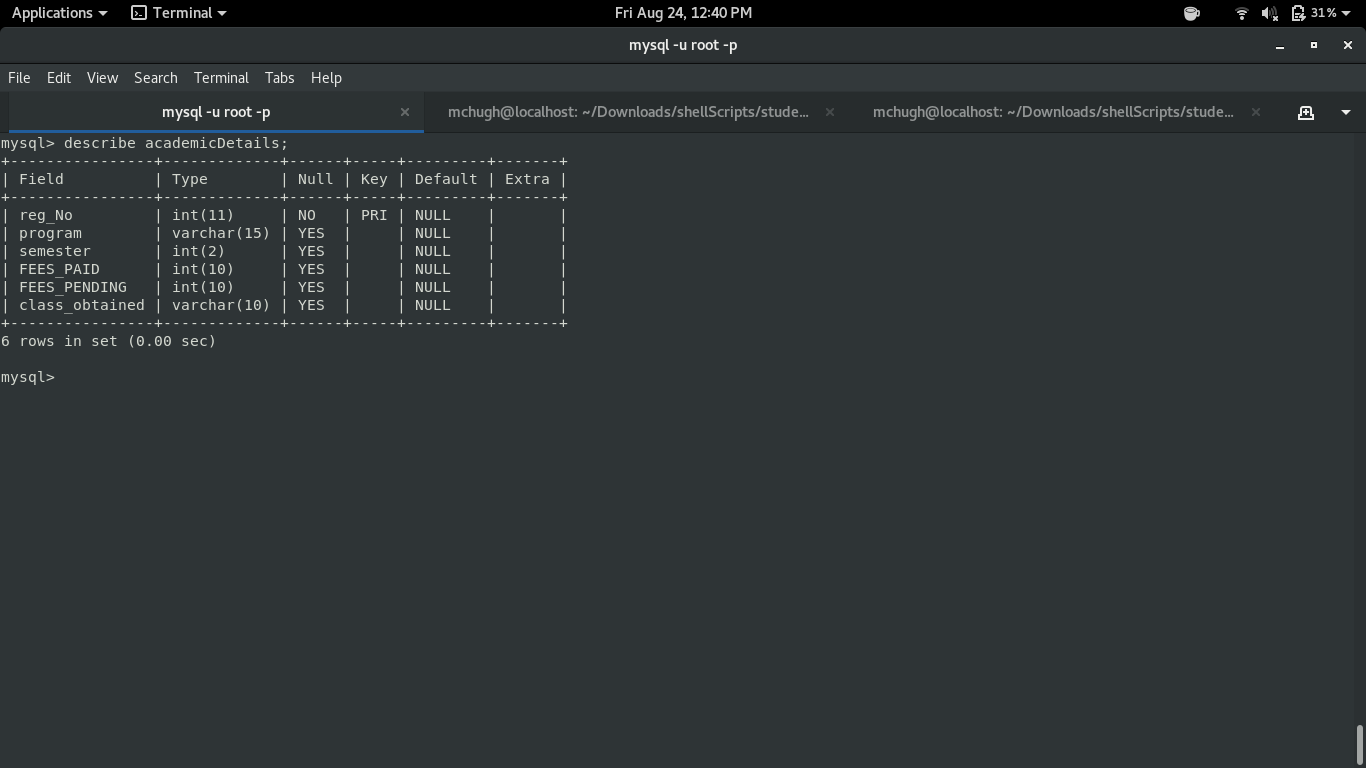 Applications Terminal Fri Aug 24, 12:40 PM 31%
mysql -u root -p
File Edit View Search Terminal Tabs Help
mysql -u root -p × mchugh@localhost: ~/Downloads/shellScripts/stude... × mchugh@localhost: ~/Downloads/shellScripts/stude... ×
mysql> describe academicDetails;
+----------------+-------------+------+-----+---------+-------+
| Field          | Type        | Null | Key | Default | Extra |
+----------------+-------------+------+-----+---------+-------+
| reg_No         | int(11)     | NO   | PRI | NULL    |       |
| program        | varchar(15) | YES  |     | NULL    |       |
| semester       | int(2)      | YES  |     | NULL    |       |
| FEES_PAID      | int(10)     | YES  |     | NULL    |       |
| FEES_PENDING   | int(10)     | YES  |     | NULL    |       |
| class_obtained | varchar(10) | YES  |     | NULL    |       |
+----------------+-------------+------+-----+---------+-------+
6 rows in set (0.00 sec)
mysql>